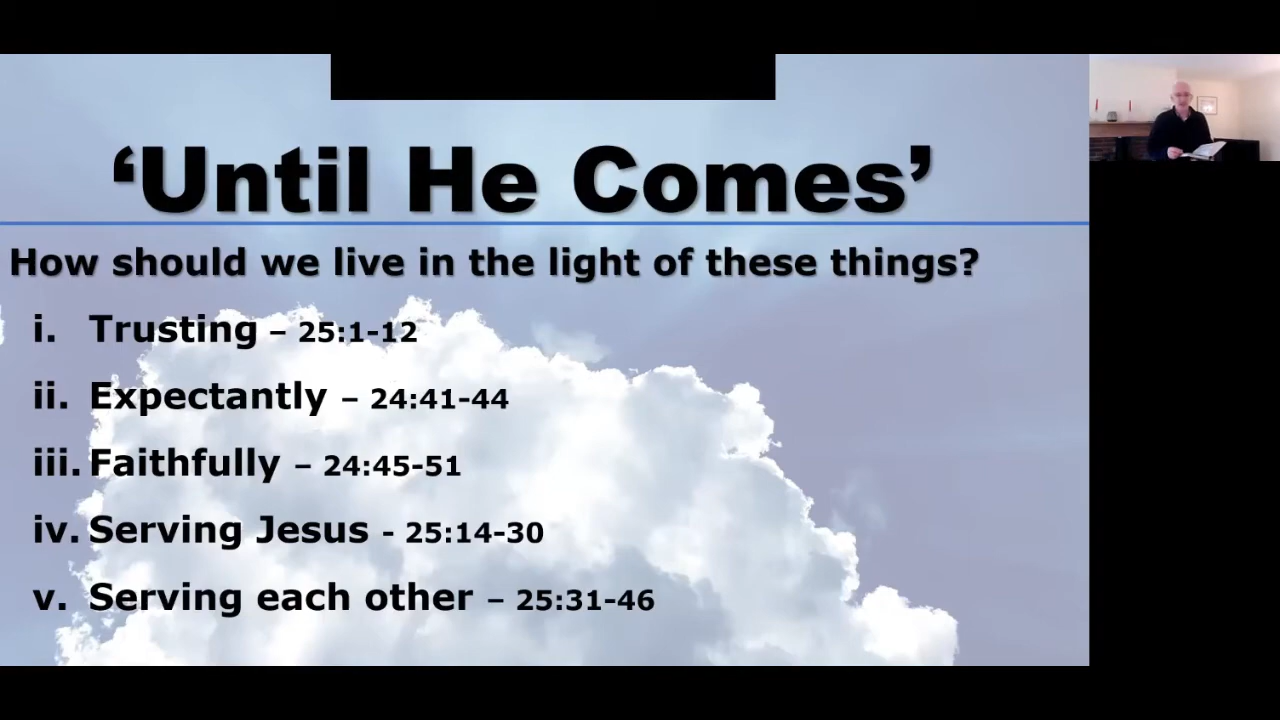 ‘Until He Comes’
How should we live in the light of these things?
i. Trusting – 25:1-12
ii. Expectantly – 24:41-44
iii. Faithfully – 24:45-51
iv. Serving Jesus - 25:14-30
v. Serving each other – 25:31-46